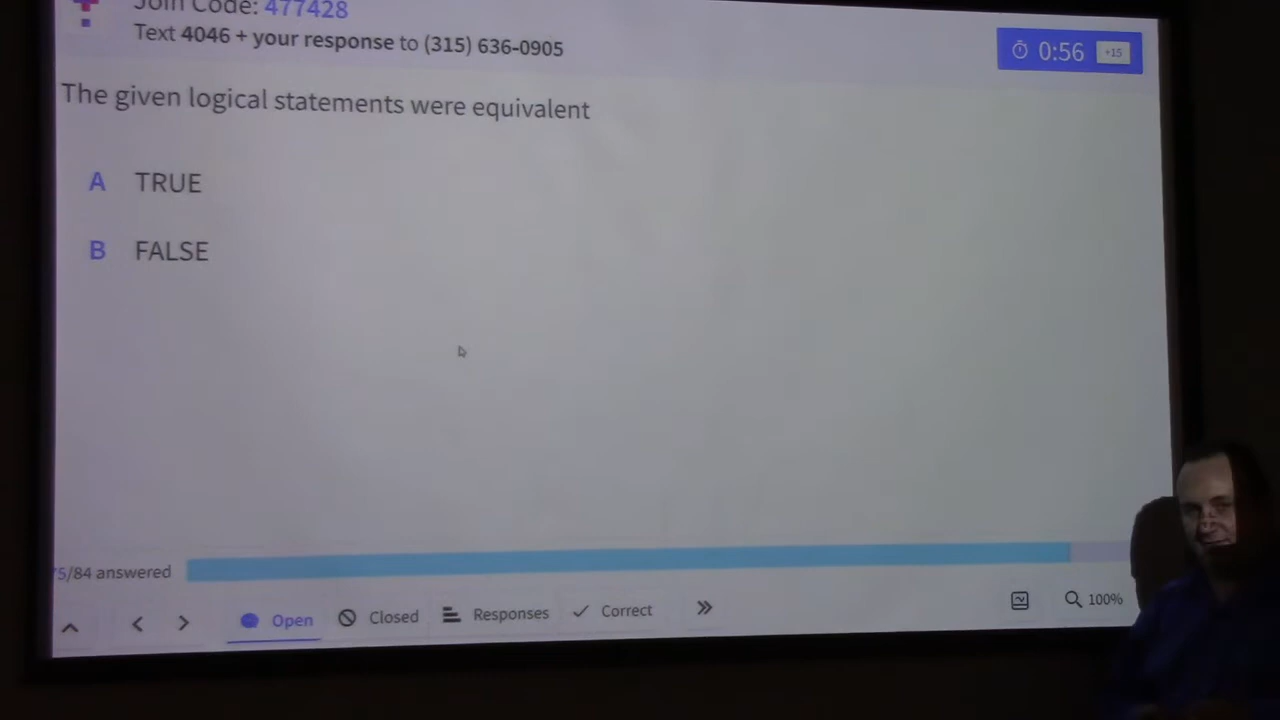 Join Code: 477428
Text 4046 + your response to (315) 636-0905
0:56
+15
The given logical statements were equivalent
A TRUE
B FALSE
5/84 answered
Open Closed Responses Correct
100%